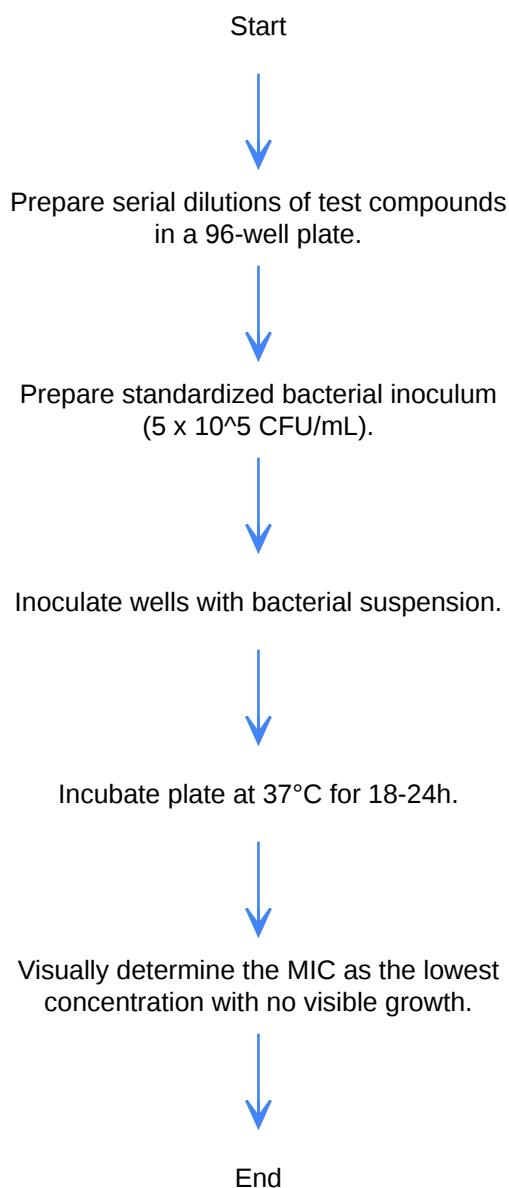 Start
Prepare serial dilutions of test compounds
in a 96-well plate.
Prepare standardized bacterial inoculum
(5 x 10^5 CFU/mL).
Inoculate wells with bacterial suspension.
Incubate plate at 37°C for 18-24h.
Visually determine the MIC as the lowest
concentration with no visible growth.
End